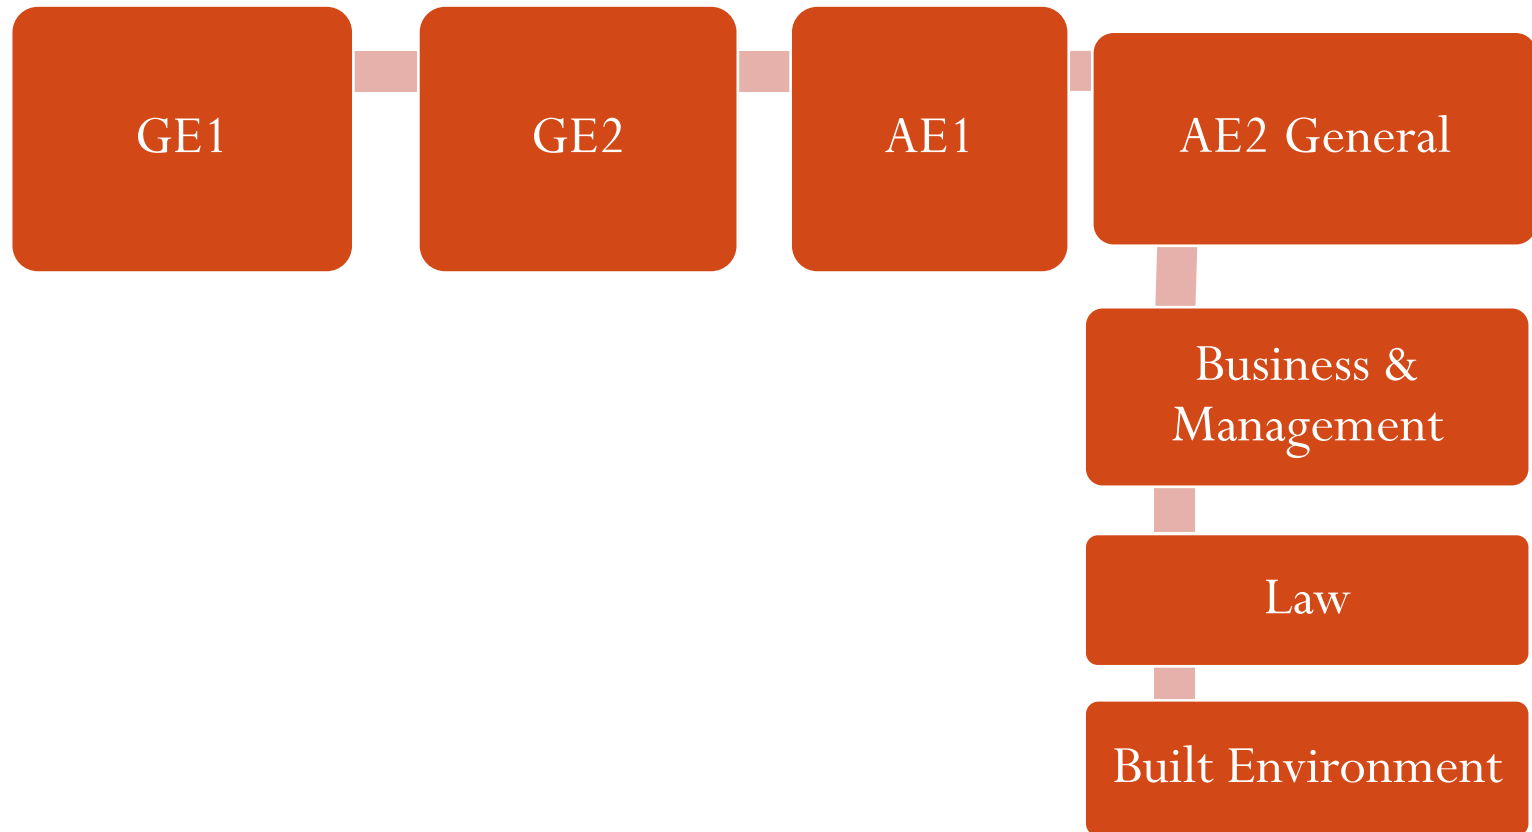 GE1
GE2
AE1
AE2 General
Business &
Management
Law
Built Environment